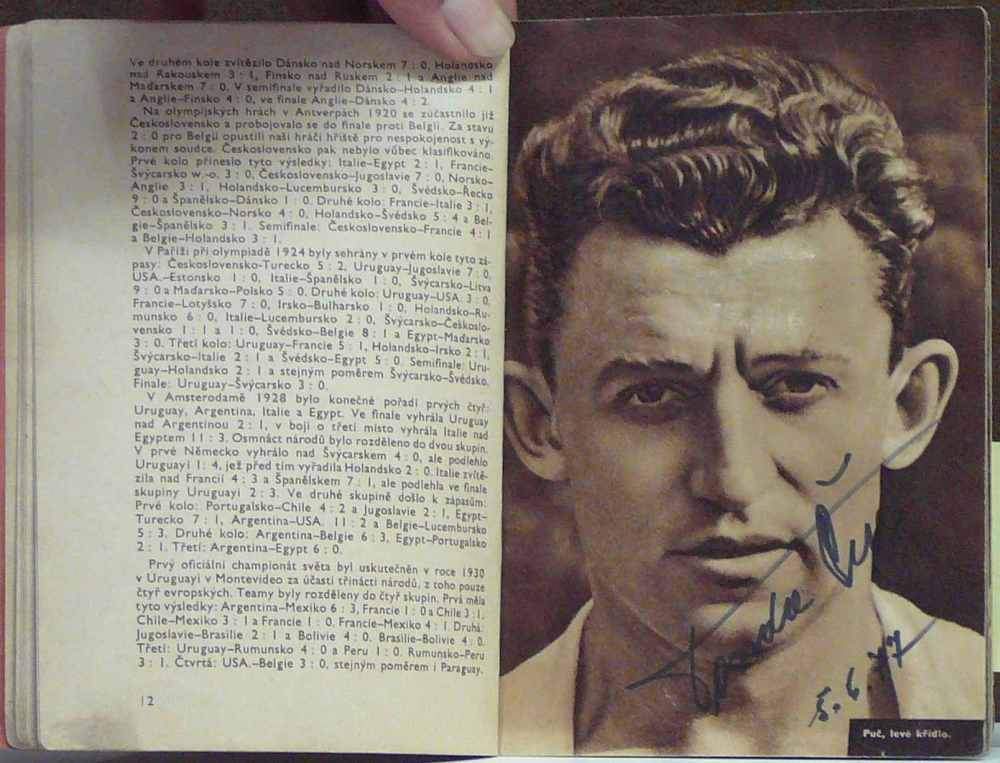 Ve druhém kole zvítězilo Dánsko nad Norskem 7 : 0, Holandsko
nad Rakouskem 3 : 1, Finsko nad Ruskem 2 : 1 a Anglie nad
Maďarskem 7 : 0. V semifinale vyřadilo Dánsko–Holandsko 4 : 1
a Anglie–Finsko 4 : 0, ve finale Anglie–Dánsko 4 : 2.
Na olympijských hrách v Antverpách 1920 se zúčastnilo již
Československo a probojovalo se do finale proti Belgii. Za stavu
2 : 0 pro Belgii opustili naši hráči hřiště pro nespokojenost s vý-
konem soudce. Československo pak nebylo vůbec klasifikováno.
Prvé kolo přineslo tyto výsledky: Italie–Egypt 2 : 1, Francie–
Švýcarsko w.-o. 3 : 0, Československo–Jugoslavie 7 : 0, Norsko–
Anglie 3 : 1, Holandsko–Lucembursko 3 : 0, Švédsko–Řecko
9 : 0 a Španělsko–Dánsko 1 : 0. Druhé kolo: Francie–Italie 3 : 1,
Československo–Norsko 4 : 0, Holandsko–Švédsko 5 : 4 a Bel-
gie–Španělsko 3 : 1. Semifinale: Československo–Francie 4 : 1
a Belgie–Holandsko 3 : 1.
V Paříži při olympiadě 1924 byly sehrány v prvém kole tyto zá-
pasy: Československo–Turecko 5 : 2, Uruguay–Jugoslavie 7 : 0,
USA.–Estonsko 1 : 0, Italie–Španělsko 1 : 0, Švýcarsko–Litva
9 : 0 a Maďarsko–Polsko 5 : 0. Druhé kolo: Uruguay–USA. 3 : 0,
Francie–Lotyšsko 7 : 0, Irsko–Bulharsko 1 : 0, Holandsko–Ru-
munsko 6 : 0, Italie–Lucembursko 2 : 0, Švýcarsko–Českoslo-
vensko 1 : 1 a 1 : 0, Švédsko–Belgie 8 : 1 a Egypt–Maďarsko
3 : 0. Třetí kolo: Uruguay–Francie 5 : 1, Holandsko–Irsko 2 : 1,
Švýcarsko–Italie 2 : 1 a Švédsko–Egypt 5 : 0. Semifinale: Uru-
guay–Holandsko 2 : 1 a stejným poměrem Švýcarsko–Švédsko.
Finale: Uruguay–Švýcarsko 3 : 0.
V Amsterodamě 1928 bylo konečné pořadí prvých čtyř:
Uruguay, Argentina, Italie a Egypt. Ve finale vyhrála Uruguay
nad Argentinou 2 : 1, v boji o třetí místo vyhrála Italie nad
Egyptem 11 : 3. Osmnáct národů bylo rozděleno do dvou skupin.
V prvé Německo vyhrálo nad Švýcarskem 4 : 0, ale podlehlo
Uruguayi 1 : 4, jež před tím vyřadila Holandsko 2 : 0. Italie zvítě-
zila nad Francií 4 : 3 a Španělskem 7 : 1, ale podlehla ve finale
skupiny Uruguayi 2 : 3. Ve druhé skupině došlo k zápasům:
Prvé kolo: Portugalsko–Chile 4 : 2 a Jugoslavie 2 : 1, Egypt–
Turecko 7 : 1, Argentina–USA. 11 : 2 a Belgie–Lucembursko
5 : 3. Druhé kolo: Argentina–Belgie 6 : 3, Egypt–Portugalsko
2 : 1. Třetí: Argentina–Egypt 6 : 0.
Prvý oficiální championát světa byl uskutečněn v roce 1930
v Uruguayi v Montevideo za účasti třinácti národů, z toho pouze
čtyř evropských. Teamy byly rozděleny do čtyř skupin. Prvá měla
tyto výsledky: Argentina–Mexiko 6 : 3, Francie 1 : 0 a Chile 3 : 1.
Chile–Mexiko 3 : 1 a Francie 1 : 0. Francie–Mexiko 4 : 1. Druhá:
Jugoslavie–Brasilie 2 : 1 a Bolivie 4 : 0. Brasilie–Bolivie 4 : 0.
Třetí: Uruguay–Rumunsko 4 : 0 a Peru 1 : 0. Rumunsko–Peru
3 : 1. Čtvrtá: USA.–Belgie 3 : 0, stejným poměrem i Paraguay.
12
Puč
5. 6. 77
Puč, levé křídlo.